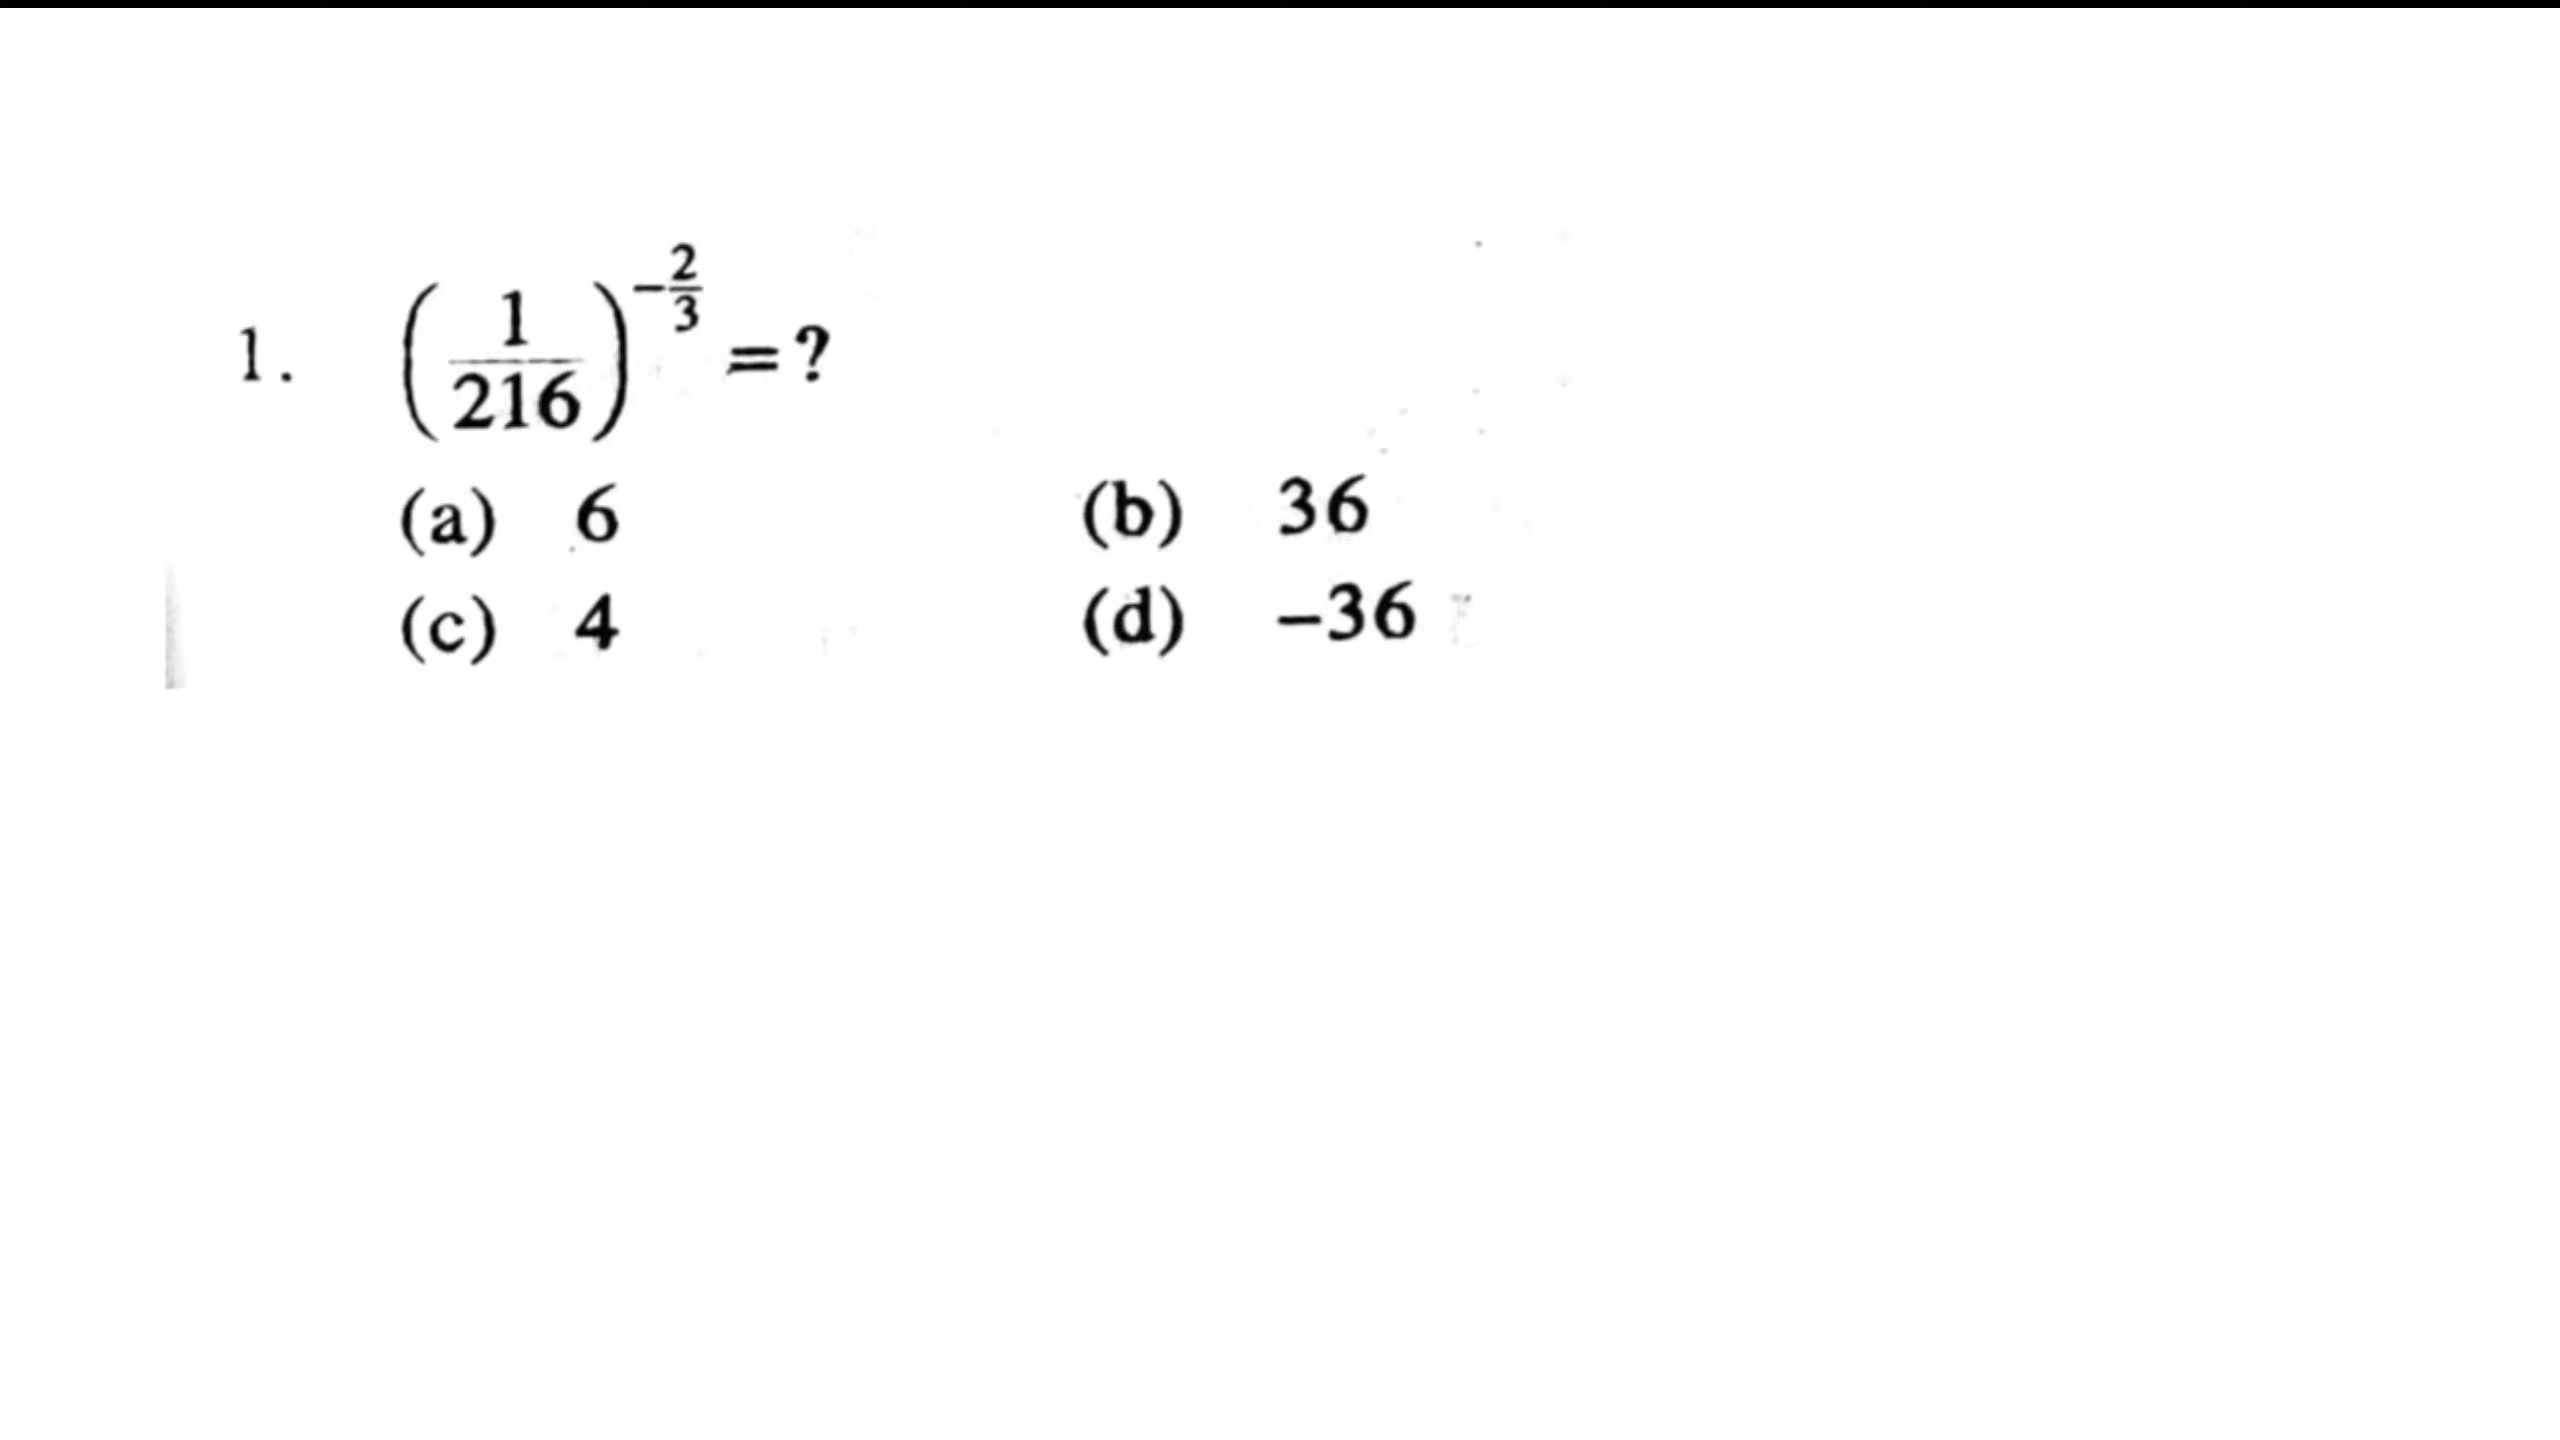 1. (1/216)^(-2/3) = ?
(a) 6 (b) 36
(c) 4 (d) –36